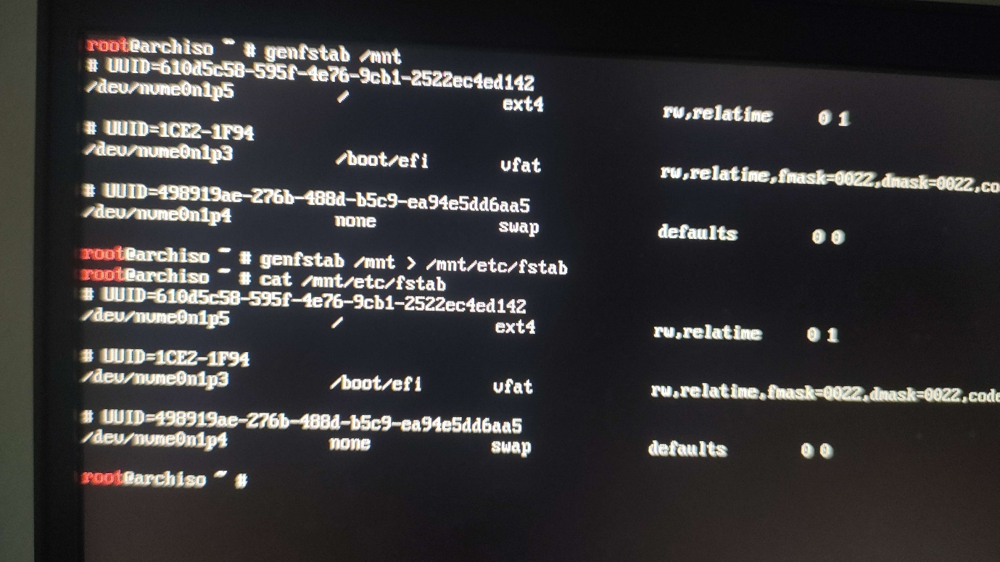 root@archiso ~ # genfstab /mnt
# UUID=610d5c58-595f-4e76-9cb1-2522ec4ed142
/dev/nvme0n1p5 / ext4 rw,relatime 0 1
# UUID=1CE2-1F94
/dev/nvme0n1p3 /boot/efi vfat rw,relatime,fmask=0022,dmask=0022,co
# UUID=498919ae-276b-488d-b5c9-ea94e5dd6aa5
/dev/nvme0n1p4 none swap defaults 0 0
root@archiso ~ # genfstab /mnt > /mnt/etc/fstab
root@archiso ~ # cat /mnt/etc/fstab
# UUID=610d5c58-595f-4e76-9cb1-2522ec4ed142
/dev/nvme0n1p5 / ext4 rw,relatime 0 1
# UUID=1CE2-1F94
/dev/nvme0n1p3 /boot/efi vfat rw,relatime,fmask=0022,dmask=0022,code
# UUID=498919ae-276b-488d-b5c9-ea94e5dd6aa5
/dev/nvme0n1p4 none swap defaults 0 0
root@archiso ~ #